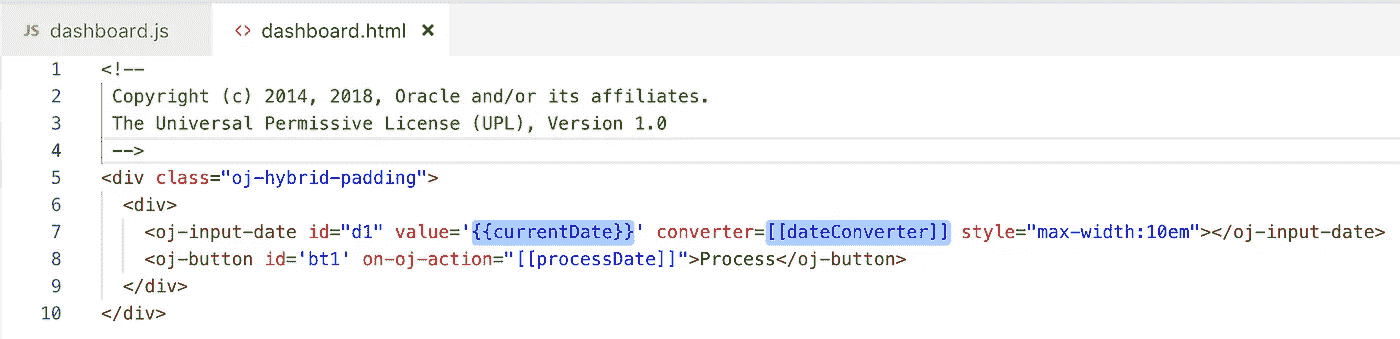 JS dashboard.js <> dashboard.html ×
1 <!--
2 Copyright (c) 2014, 2018, Oracle and/or its affiliates.
3 The Universal Permissive License (UPL), Version 1.0
4 -->
5 <div class="oj-hybrid-padding">
6 <div>
7 <oj-input-date id="d1" value='{{currentDate}}' converter=[[dateConverter]] style="max-width:10em"></oj-input-date>
8 <oj-button id='bt1' on-oj-action="[[processDate]]">Process</oj-button>
9 </div>
10 </div>